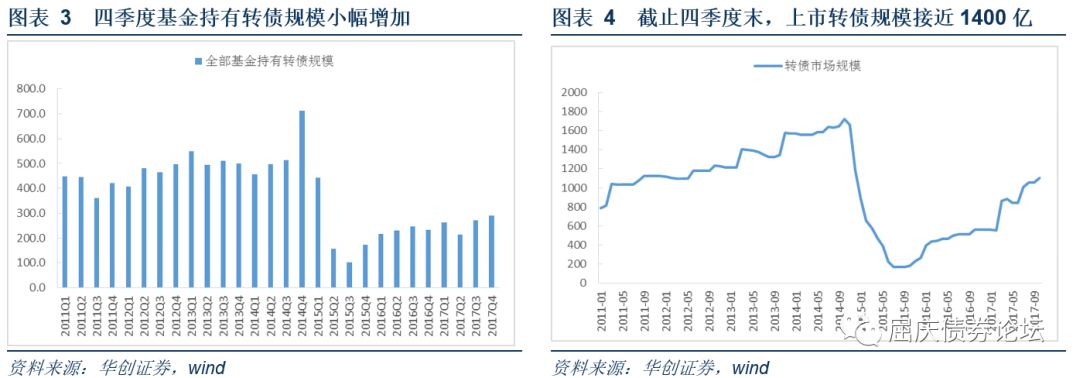 图表 3 四季度基金持有转债规模小幅增加
全部基金持有转债规模
800.0
700.0
600.0
500.0
400.0
300.0
200.0
100.0
0.0
2011Q1
2011Q2
2011Q3
2011Q4
2012Q1
2012Q2
2012Q3
2012Q4
2013Q1
2013Q2
2013Q3
2013Q4
2014Q1
2014Q2
2014Q3
2014Q4
2015Q1
2015Q2
2015Q3
2015Q4
2016Q1
2016Q2
2016Q3
2016Q4
2017Q1
2017Q2
2017Q3
2017Q4
资料来源：华创证券，wind
图表 4 截止四季度末，上市转债规模接近 1400 亿
转债市场规模
2000
1800
1600
1400
1200
1000
800
600
400
200
0
2011-01
2011-05
2011-09
2012-01
2012-05
2012-09
2013-01
2013-05
2013-09
2014-01
2014-05
2014-09
2015-01
2015-05
2015-09
2016-01
2016-05
2016-09
2017-01
2017-05
2017-09
屈庆债券论坛
资料来源：华创证券，wind